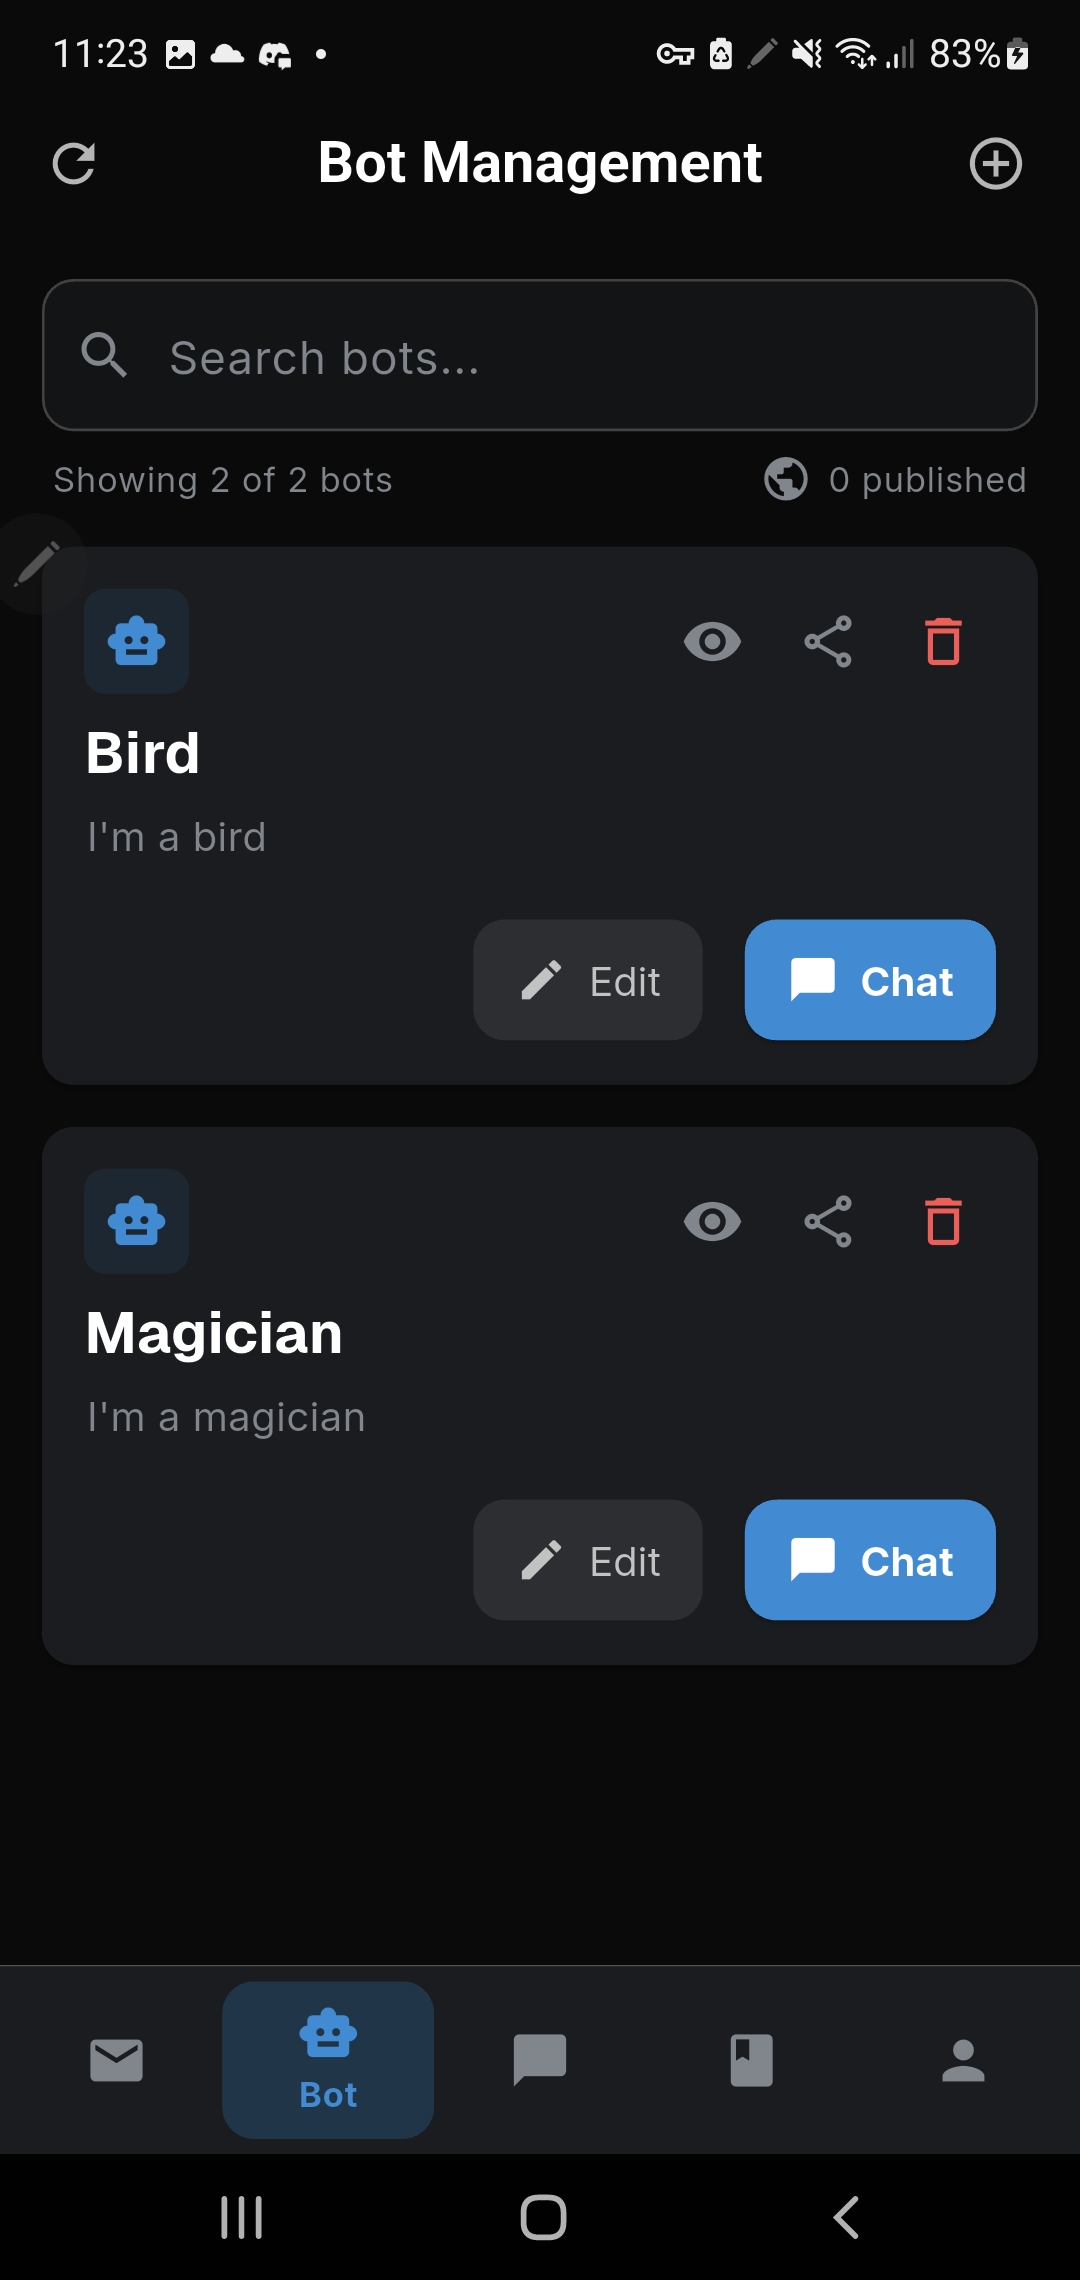 11:23 83%
Bot Management
Search bots...
Showing 2 of 2 bots 0 published
Bird
I'm a bird
Edit Chat
Magician
I'm a magician
Edit Chat
Bot